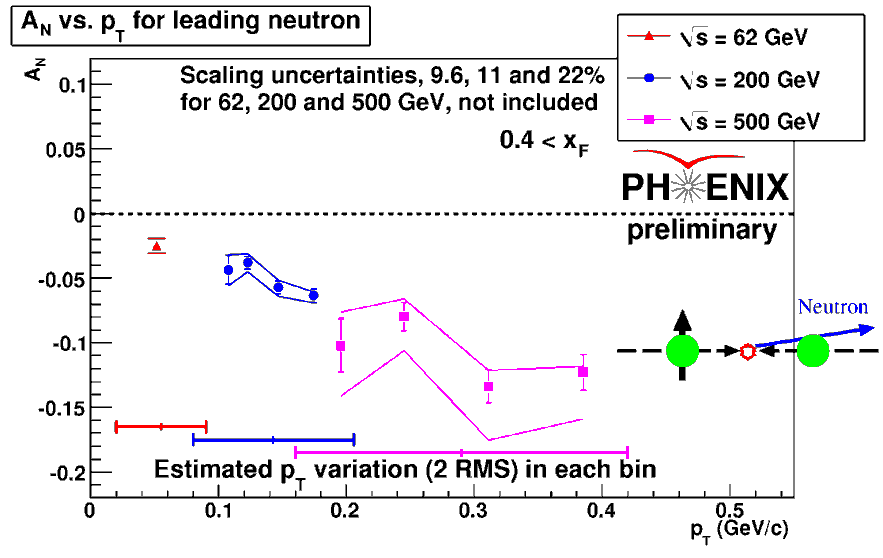 A_N vs. p_T for leading neutron
√s = 62 GeV
√s = 200 GeV
√s = 500 GeV
Scaling uncertainties, 9.6, 11 and 22%
for 62, 200 and 500 GeV, not included
0.4 < x_F
PHENIX
preliminary
Neutron
Estimated p_T variation (2 RMS) in each bin
A_N
0.1
0.05
0
-0.05
-0.1
-0.15
-0.2
0 0.1 0.2 0.3 0.4 0.5
p_T (GeV/c)